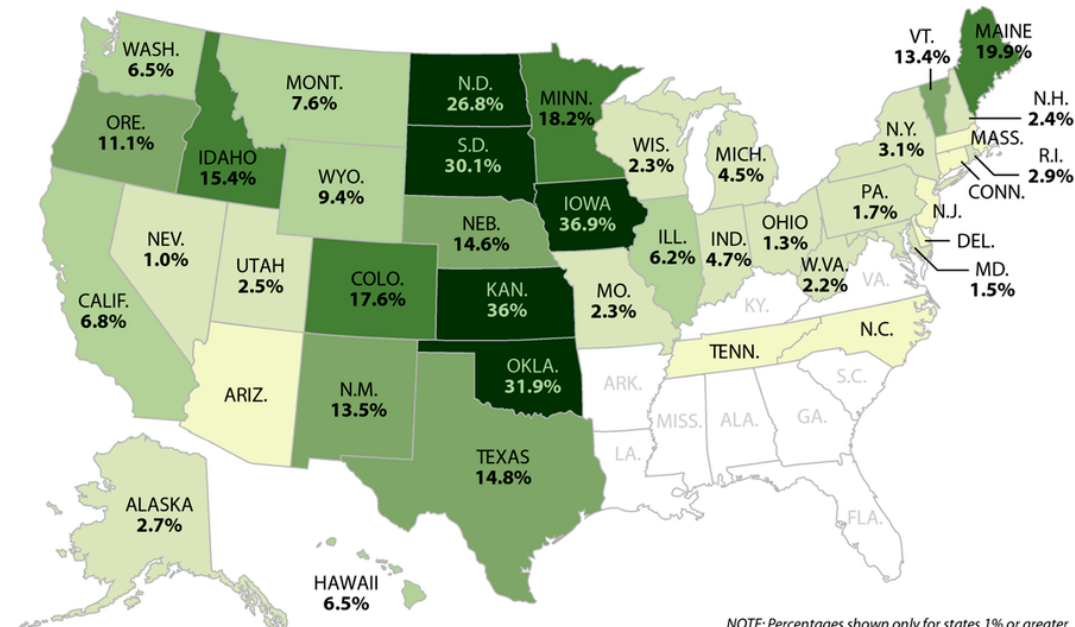 WASH.
6.5%
ORE.
11.1%
IDAHO
15.4%
MONT.
7.6%
WYO.
9.4%
N.D.
26.8%
S.D.
30.1%
MINN.
18.2%
NEB.
14.6%
IOWA
36.9%
WIS.
2.3%
MICH.
4.5%
VT.
13.4%
MAINE
19.9%
N.H.
2.4%
MASS.
R.I.
2.9%
CONN.
N.Y.
3.1%
PA.
1.7%
N.J.
DEL.
MD.
1.5%
OHIO
1.3%
W.VA.
2.2%
VA.
IND.
4.7%
ILL.
6.2%
NEV.
1.0%
UTAH
2.5%
CALIF.
6.8%
COLO.
17.6%
KAN.
36%
MO.
2.3%
KY.
TENN.
N.C.
S.C.
ARIZ.
N.M.
13.5%
OKLA.
31.9%
ARK.
MISS.
ALA.
GA.
LA.
FLA.
TEXAS
14.8%
ALASKA
2.7%
HAWAII
6.5%
NOTE: Percentages shown only for states 1% or greater